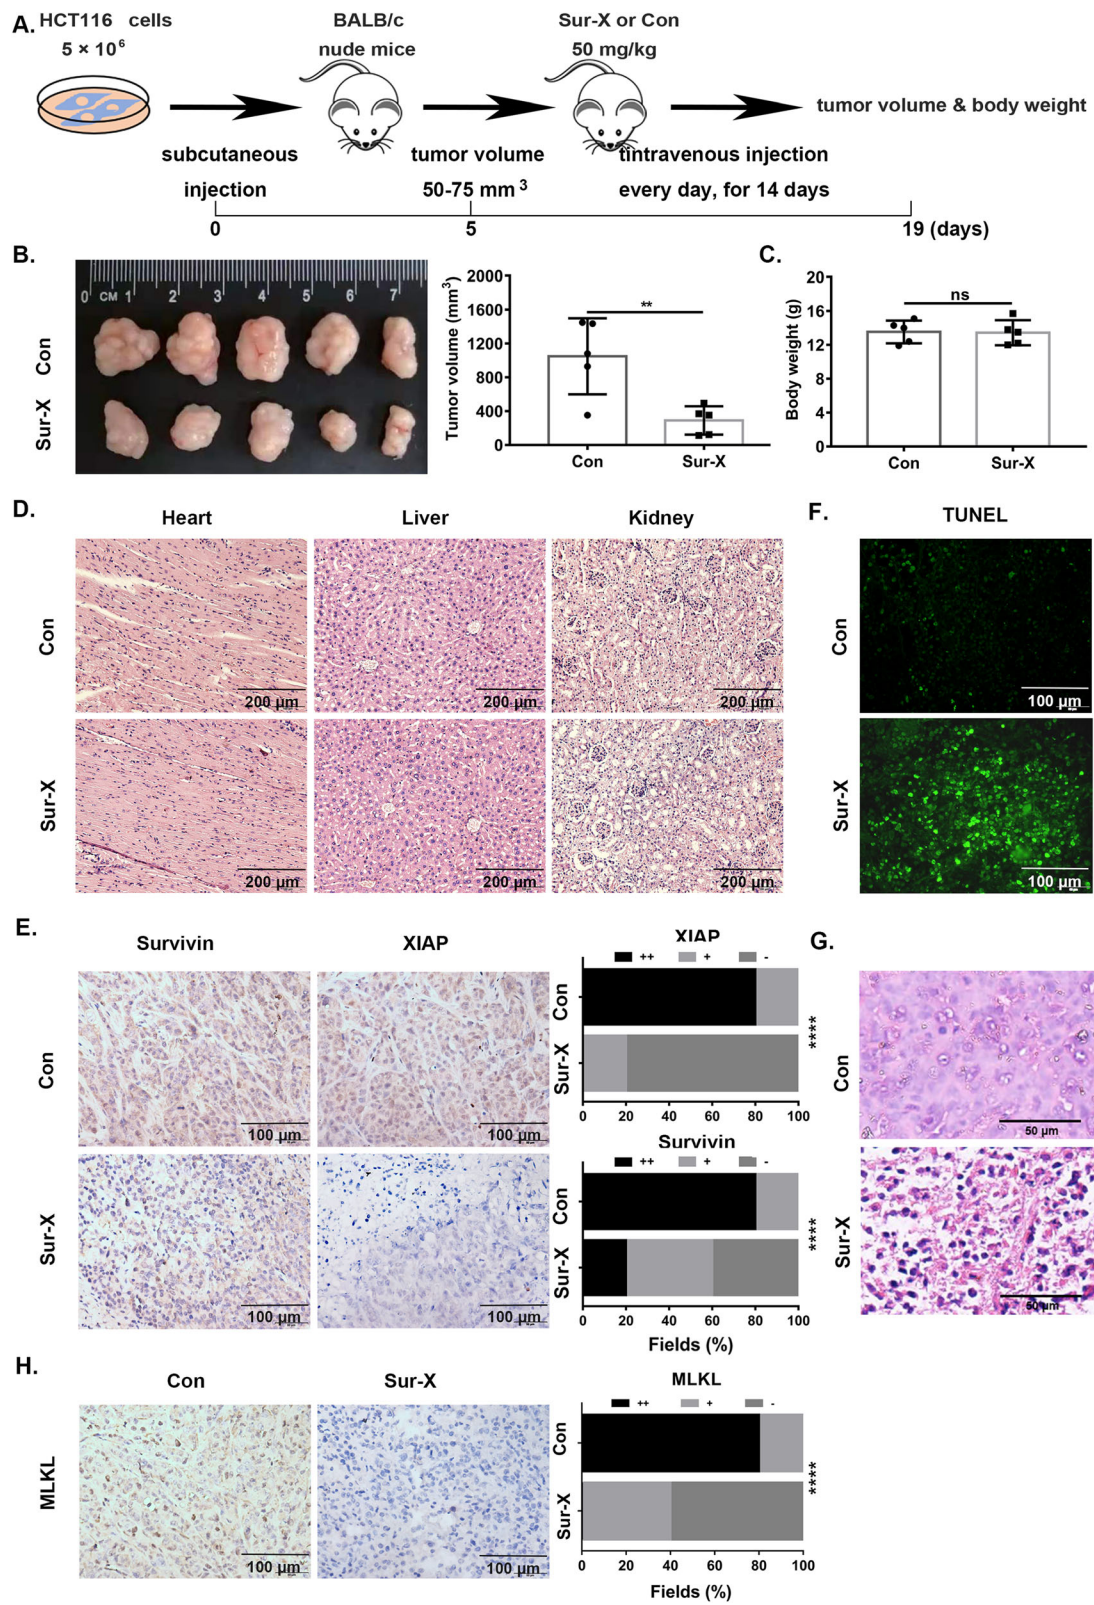 A.
HCT116 cells
5 × 10⁶
BALB/c
nude mice
Sur-X or Con
50 mg/kg
tumor volume & body weight
subcutaneous
injection
tumor volume
50-75 mm³
tintravenous injection
every day, for 14 days
0
5
19 (days)
B.
0 CM 1 2 3 4 5 6 7
Con
Sur-X
Tumor volume (mm³)
2000
1600
1200
800
400
0
**
Con
Sur-X
C.
Body weight (g)
20
16
12
8
4
0
ns
Con
Sur-X
D.
Heart
Liver
Kidney
Con
200 µm
200 µm
200 µm
Sur-X
200 µm
200 µm
200 µm
F.
TUNEL
Con
100 µm
Sur-X
100 µm
E.
Survivin
XIAP
Con
100 µm
100 µm
Sur-X
100 µm
100 µm
XIAP
++ + -
Con
Sur-X
****
0 20 40 60 80 100
Survivin
++ + -
Con
Sur-X
****
0 20 40 60 80 100
Fields (%)
G.
Con
50 µm
Sur-X
50 µm
H.
Con
Sur-X
MLKL
100 µm
100 µm
MLKL
++ + -
Con
Sur-X
****
0 20 40 60 80 100
Fields (%)